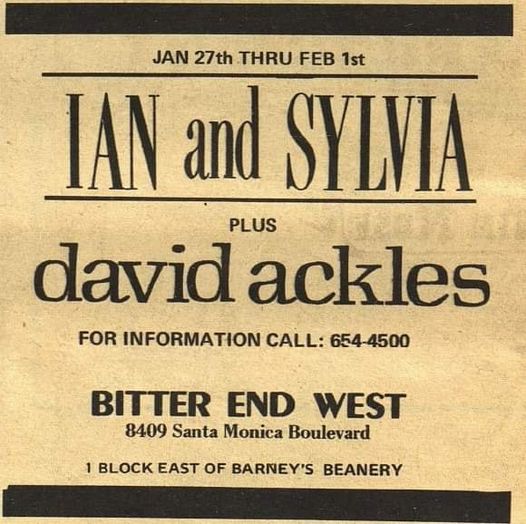 JAN 27th THRU FEB 1st
IAN and SYLVIA
PLUS
david ackles
FOR INFORMATION CALL: 654-4500
BITTER END WEST
8409 Santa Monica Boulevard
1 BLOCK EAST OF BARNEY'S BEANERY